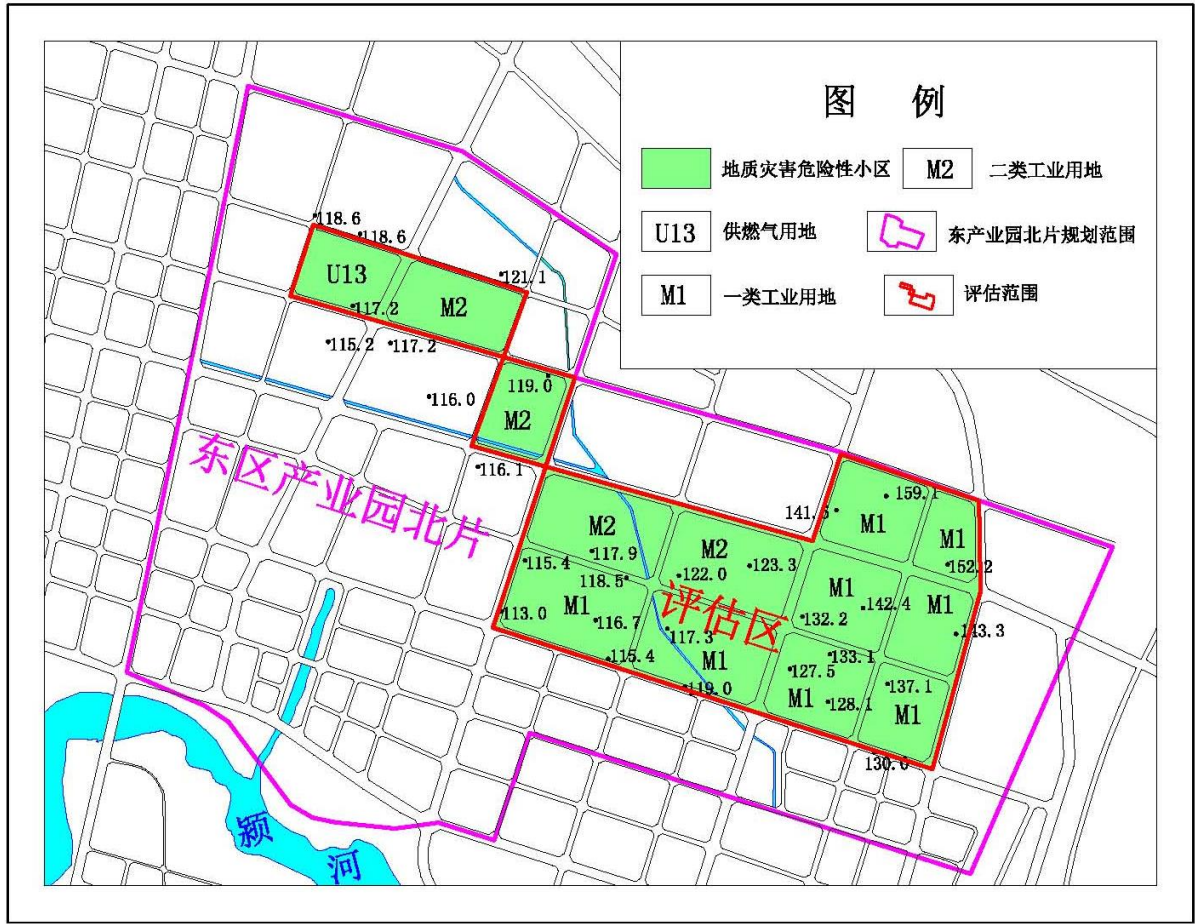 图 例
地质灾害危险性小区
M2
二类工业用地
U13
供燃气用地
东产业园北片规划范围
M1
一类工业用地
评估范围
118.6
118.6
U13
121.1
M2
117.2
115.2
117.2
119.0
116.0
M2
116.1
东区产业园北片
159.1
141.5
M1
M1
M2
117.9
M2
123.3
152.2
115.4
118.5
122.0
M1
142.4
M1
M1
评估区
132.2
113.0
116.7
117.3
143.3
115.4
M1
133.1
127.5
119.0
M1
128.1
137.1
M1
130.0
颍河